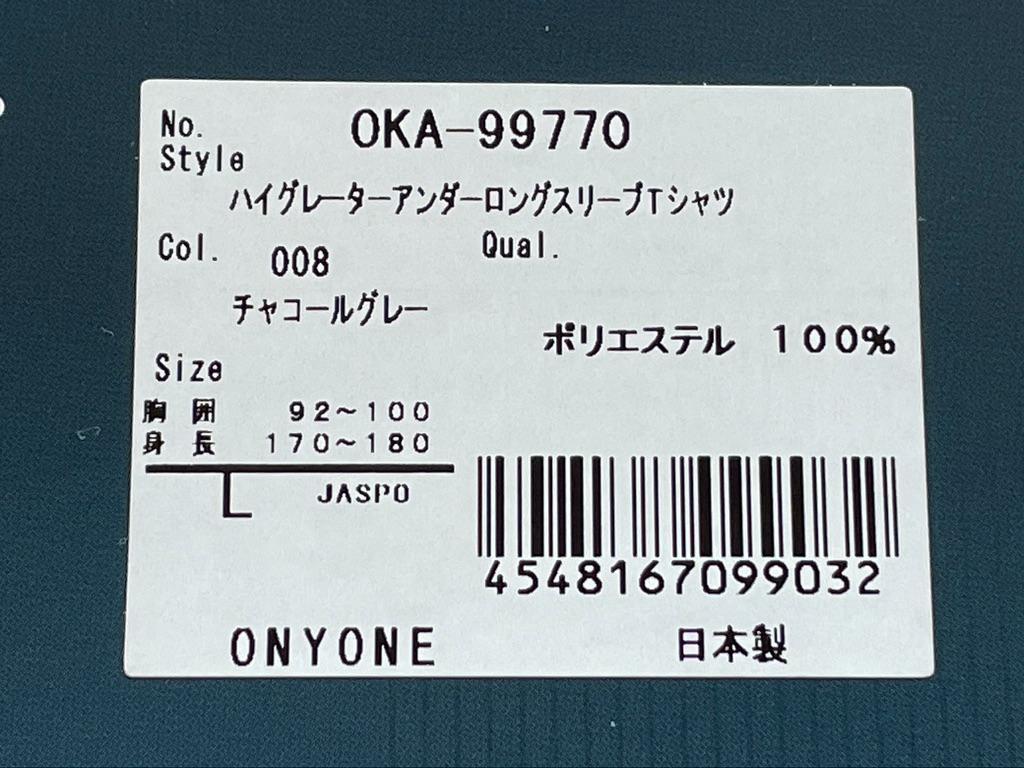 No. OKA-99770
Style
ハイグレーターアンダーロングスリーブTシャツ
Col. 008 Qual.
チャコールグレー
ポリエステル 100%
Size
胸囲 92~100
身長 170~180
L JASPO
4548167099032
ONYONE 日本製